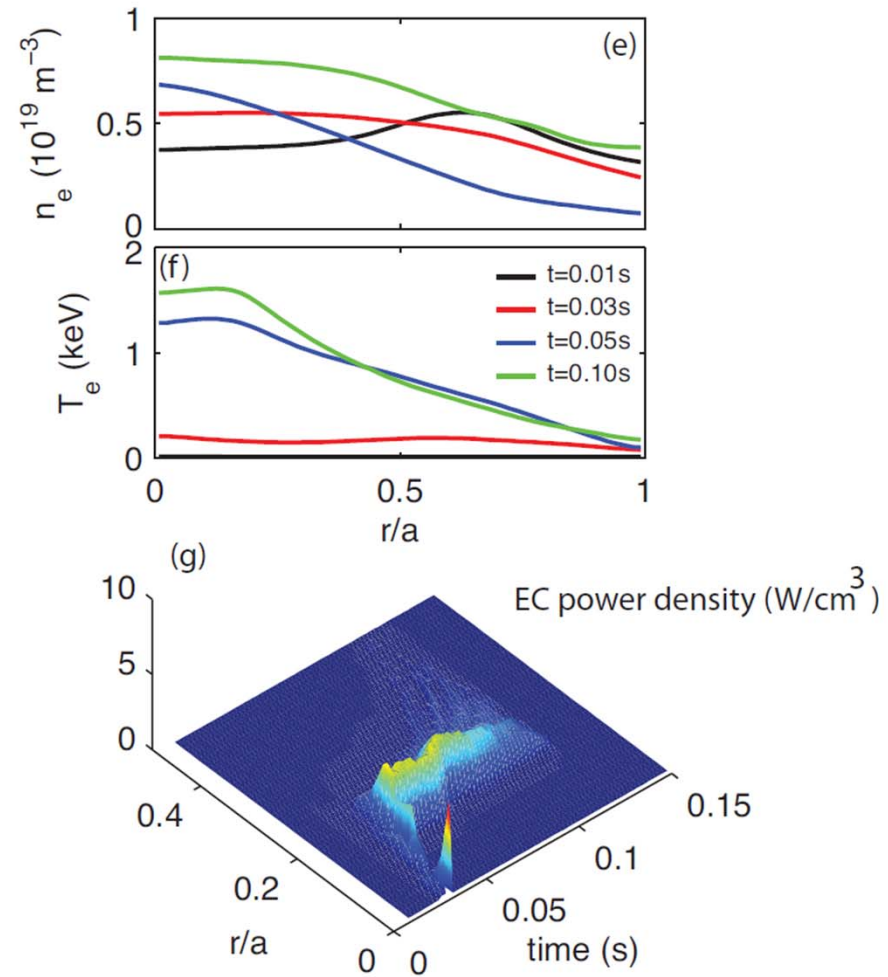 1
(e)
n_e (10^19 m^−3)
0.5
0
2
(f)
t=0.01s
t=0.03s
T_e (keV)
1
t=0.05s
t=0.10s
0
0 0.5 1
r/a
(g)
10
EC power density (W/cm^3)
5
0
0.4
0.15
0.2
0.1
0.05
r/a
0 0
time (s)